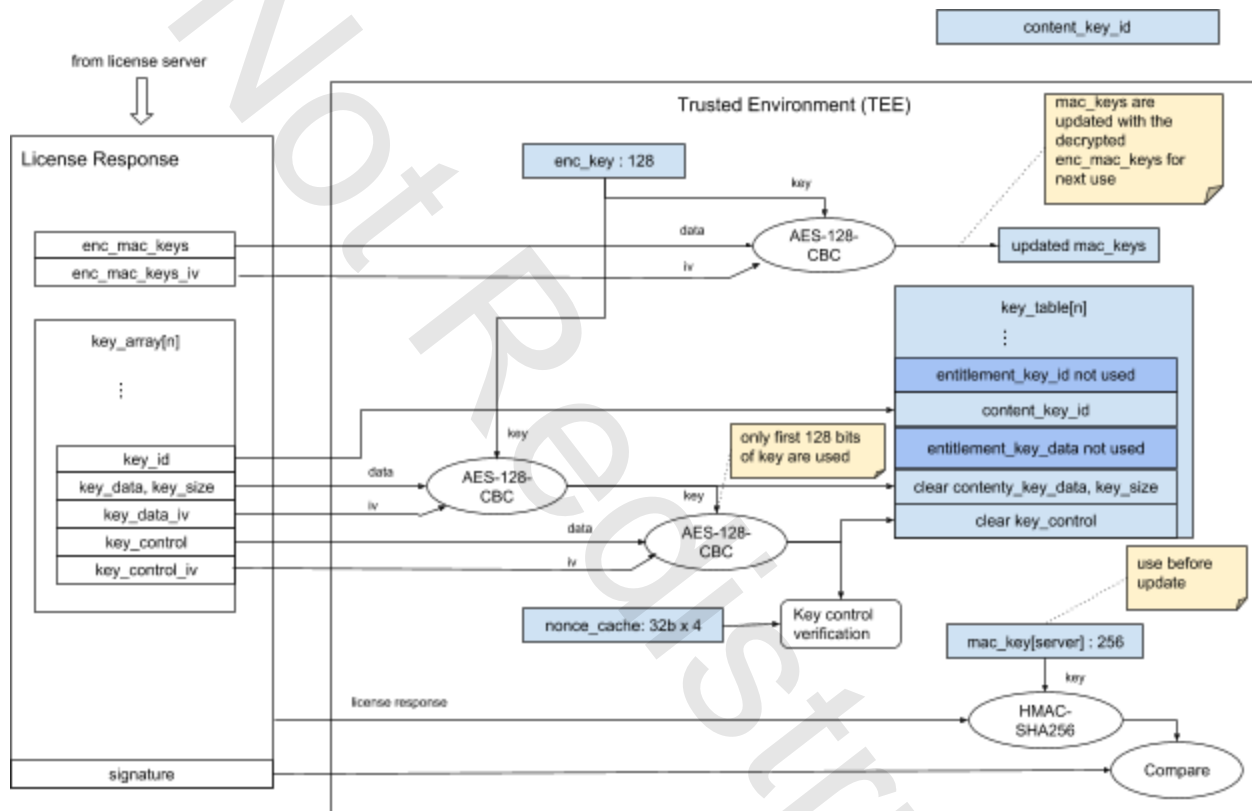 content_key_id
from license server
Trusted Environment (TEE)
mac_keys are
updated with the
decrypted
enc_mac_keys for
next use
License Response
enc_key : 128
key
enc_mac_keys
data
AES-128-
CBC
updated mac_keys
enc_mac_keys_iv
iv
key_array[n]
⋮
key_table[n]
⋮
entitlement_key_id not used
content_key_id
key
only first 128 bits
of key are used
entitlement_key_data not used
key_id
key_data, key_size
data
AES-128-
CBC
key
clear contenty_key_data, key_size
key_data_iv
iv
clear key_control
key_control
data
AES-128-
CBC
key_control_iv
iv
use before
update
nonce_cache: 32b x 4
Key control
verification
mac_key[server] : 256
key
license response
HMAC-
SHA256
signature
Compare
Not Redistr